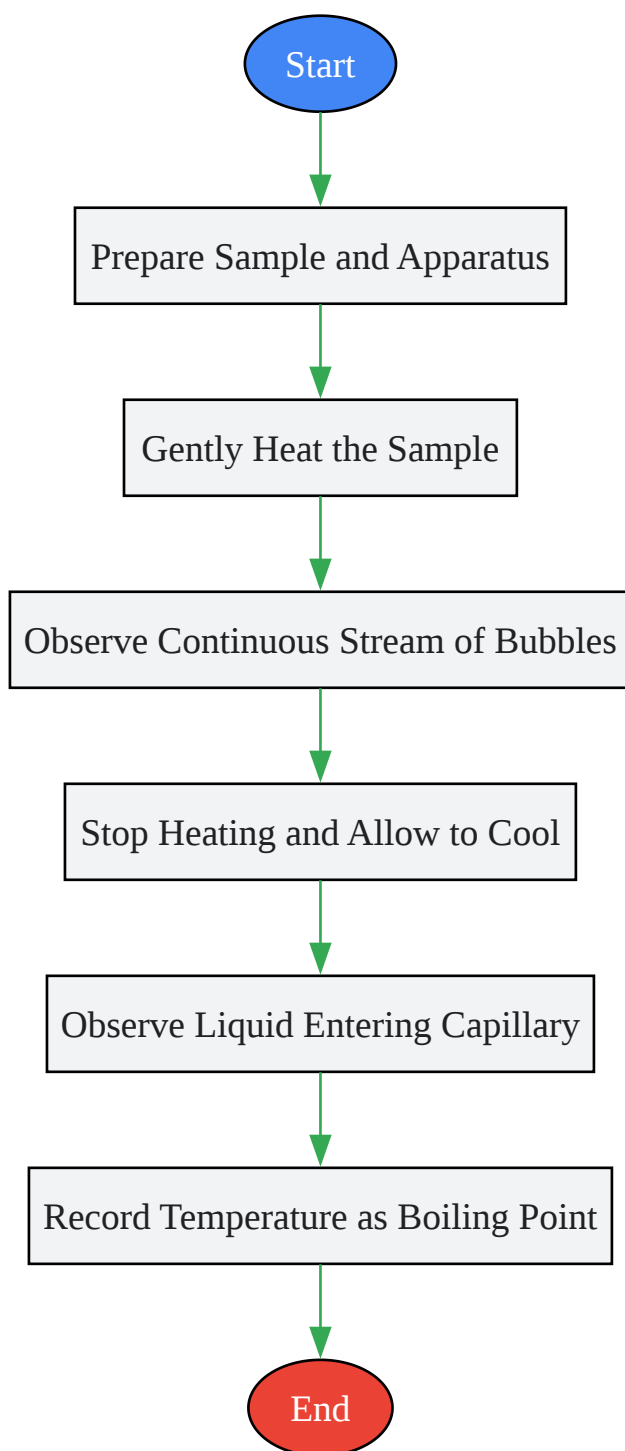 Start
Prepare Sample and Apparatus
Gently Heat the Sample
Observe Continuous Stream of Bubbles
Stop Heating and Allow to Cool
Observe Liquid Entering Capillary
Record Temperature as Boiling Point
End